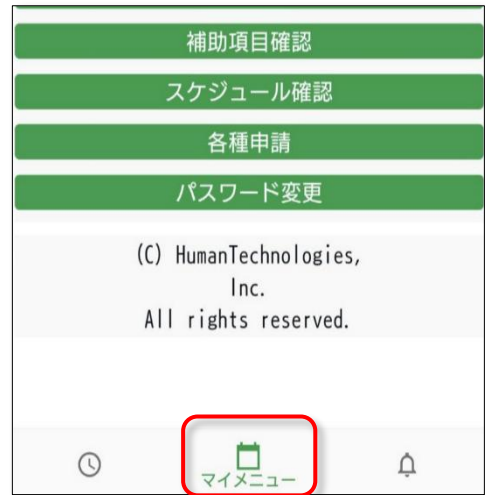 補助項目確認
スケジュール確認
各種申請
パスワード変更
(C) HumanTechnologies,
Inc.
All rights reserved.
マイメニュー